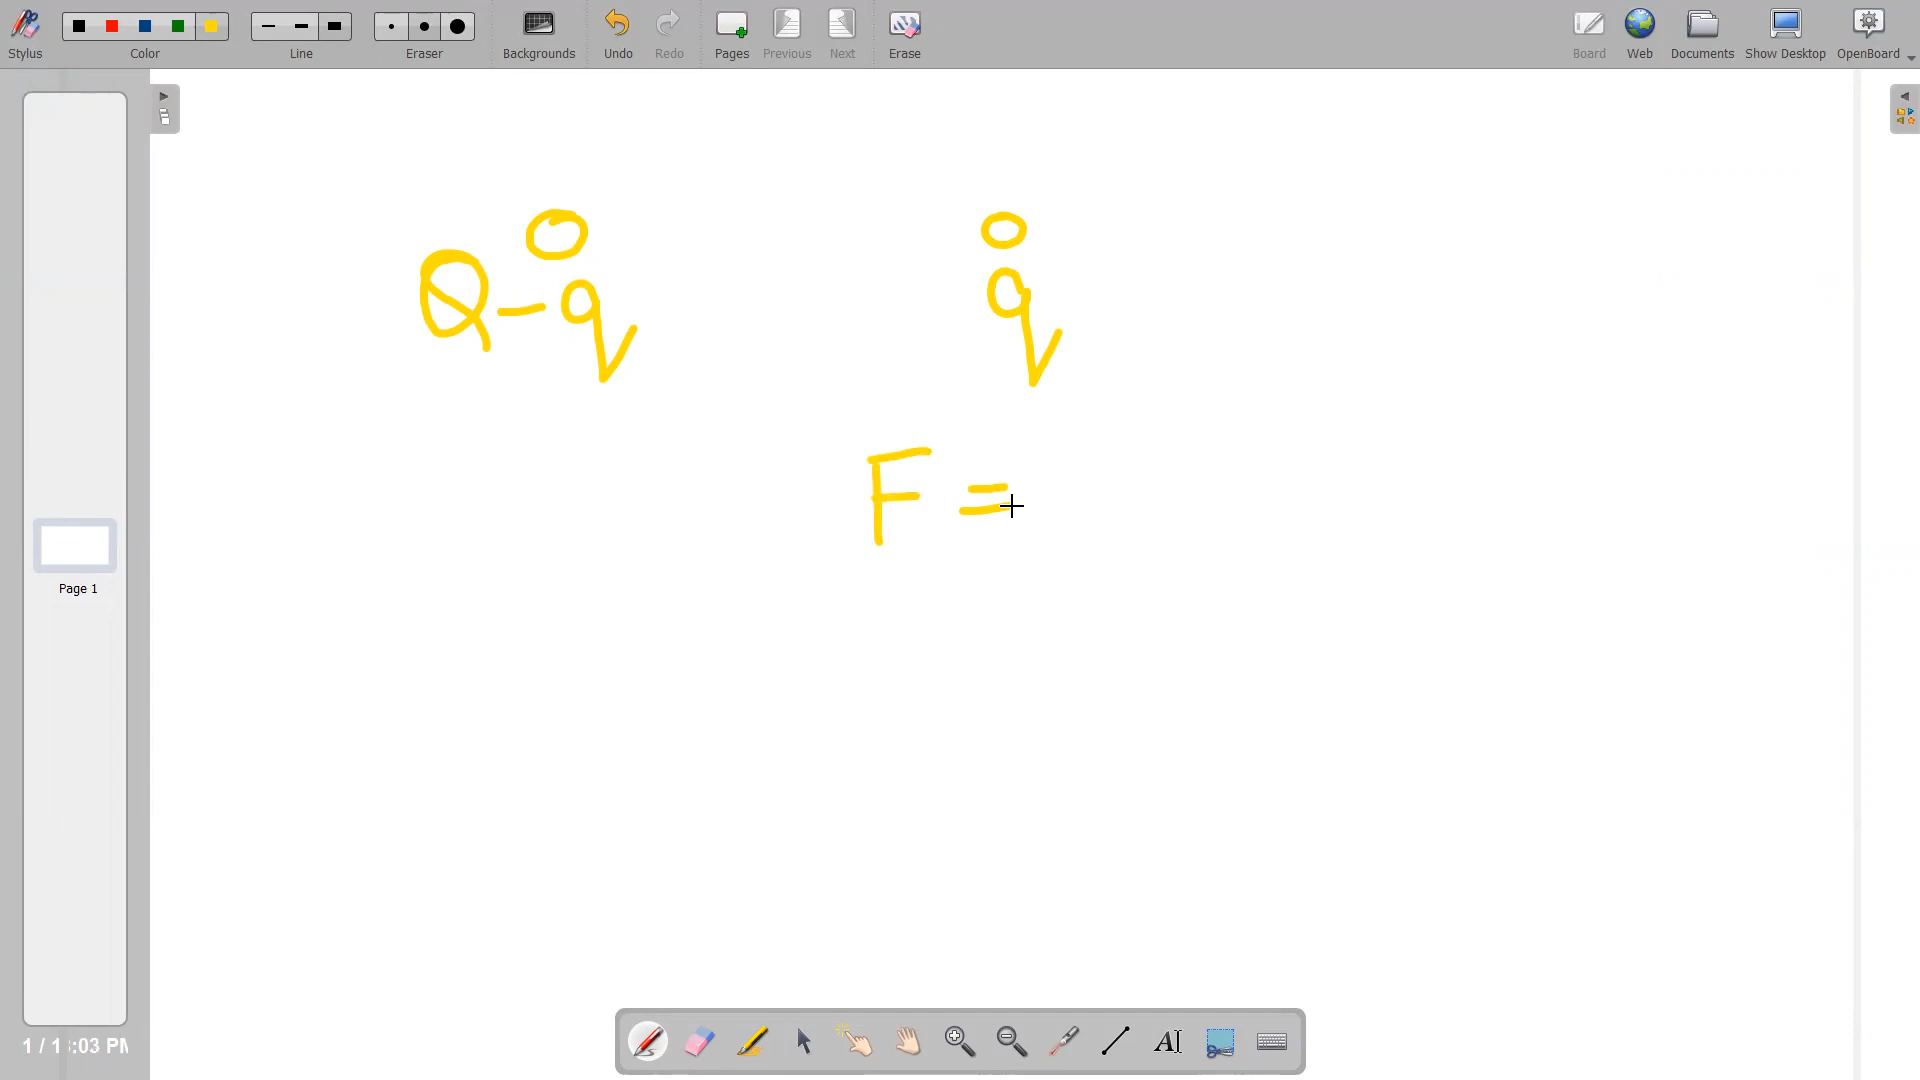 Stylus Color Line Eraser Backgrounds Undo Redo Pages Previous Next Erase Board Web Documents Show Desktop OpenBoard
Q-q q
F =
Page 1
AI